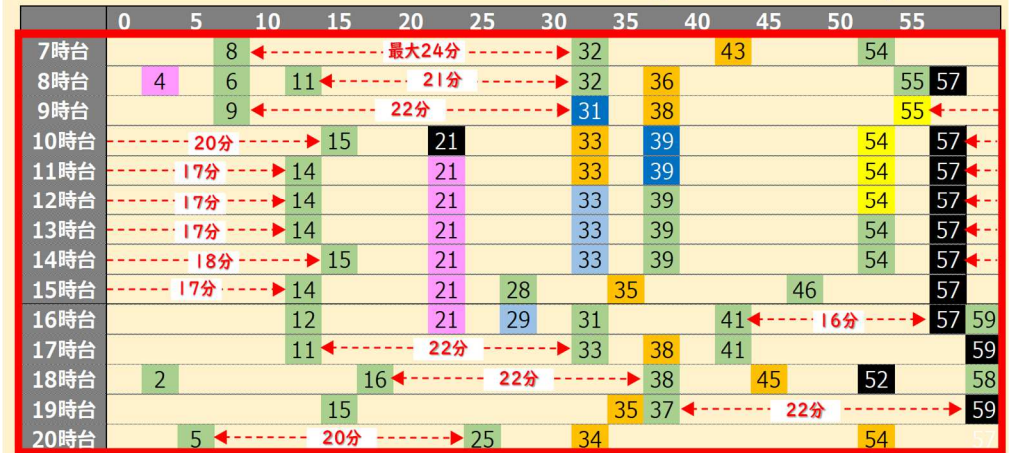 0 5 10 15 20 25 30 35 40 45 50 55
7時台 8 最大24分 32 43 54
8時台 4 6 11 21分 32 36 55 57
9時台 9 22分 31 38 55
10時台 20分 15 21 33 39 54 57
11時台 17分 14 21 33 39 54 57
12時台 17分 14 21 33 39 54 57
13時台 17分 14 21 33 39 54 57
14時台 18分 15 21 33 39 54 57
15時台 17分 14 21 28 35 46 57
16時台 12 21 29 31 41 16分 57 59
17時台 11 22分 33 38 41 59
18時台 2 16 22分 38 45 52 58
19時台 15 35 37 22分 59
20時台 5 20分 25 34 54 57